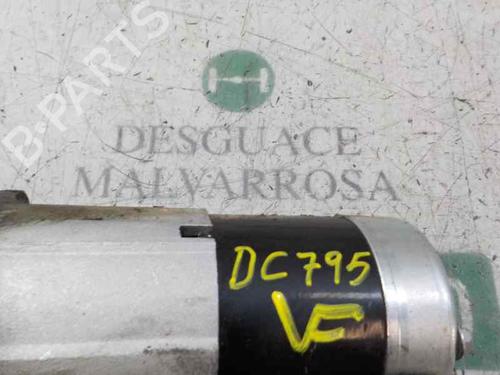 B-PARTS
DESGUACE
MALVARROSA
DC795
VF